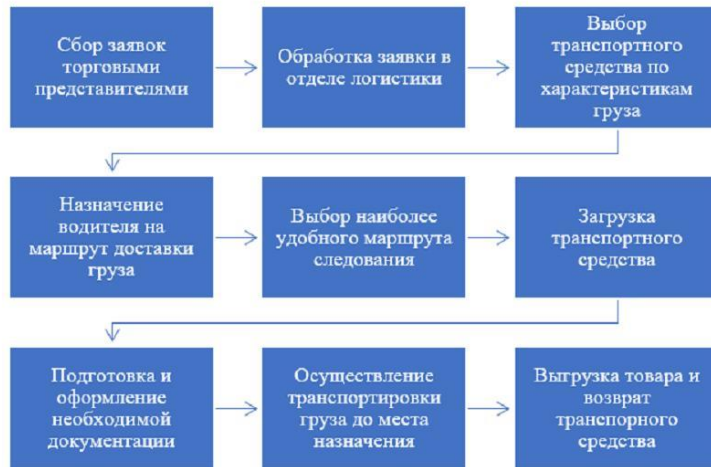 Сбор заявок
торговыми
представителями
Обработка заявки в
отделе логистики
Выбор
транспортного
средства по
характеристикам
груза
Назначение
водителя на
маршрут доставки
груза
Выбор наиболее
удобного маршрута
следования
Загрузка
транспортного
средства
Подготовка и
оформление
необходимой
документации
Осуществление
транспортировки
груза до места
назначения
Выгрузка товара и
возврат
транспорного
средства